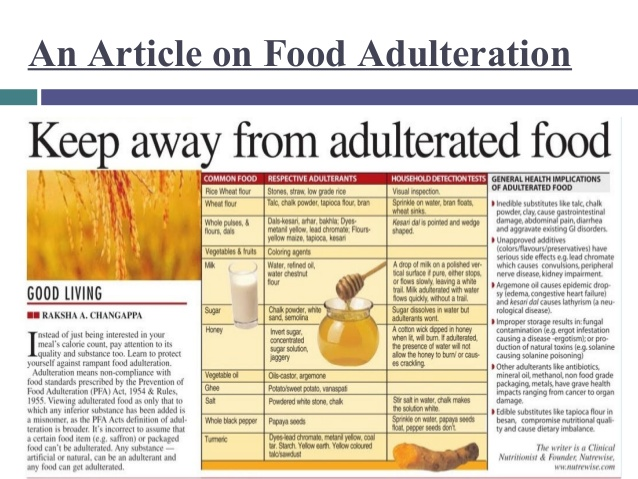 An Article on Food Adulteration
Keep away from adulterated food
GOOD LIVING
RAKSHA A. CHANGAPPA
Instead of just being interested in your
meal's calorie count, pay attention to its
quality and substance too. Learn to protect
yourself against rampant food adulteration.
Adulteration means non-compliance with
food standards prescribed by the Prevention of
Food Adulteration (PFA) Act, 1954 & Rules,
1955. Viewing adulterated food as only that to
which any inferior substance has been added is
a misnomer, as the PFA Acts definition of adul-
teration is broader. It's incorrect to assume that
a certain food item (e.g. saffron) or packaged
food can't be adulterated. Any substance —
artificial or natural, can be an adulterant and
any food can get adulterated.
COMMON FOOD RESPECTIVE ADULTERANTS HOUSEHOLD DETECTION TESTS
Rice Wheat flour Stones, straw, low grade rice Visual inspection.
Wheat flour Talc, chalk powder, tapioca flour, bran Sprinkle on water, bran floats,
wheat sinks.
Whole pulses, & Dals-kesari, arhar, bakhla; Dyes- Kesari dal is pointed and wedge
flours, dals metanil yellow, lead chromate; Flours- shaped.
yellow maize, tapioca, kesari
Vegetables & fruits Coloring agents
Milk Water, refined oil, A drop of milk on a polished ver-
water chestnut tical surface if pure, either stops,
flour or flows slowly, leaving a white
trail. Milk adulterated with water
flows quickly, without a trail.
Sugar Chalk powder, white Sugar dissolves in water but
sand, semolina adulterants wont.
Honey Invert sugar, A cotton wick dipped in honey
concentrated when lit, will burn. If adulterated,
sugar solution, the presence of water will not
jaggery allow the honey to burn/ or caus-
es crackling.
Vegetable oil Oils-castor, argemone
Ghee Potato/sweet potato, vanaspati
Salt Powdered white stone, chalk Stir salt in water, chalk makes
the solution white.
Whole black pepper Papaya seeds Sprinkle on water, papaya seeds
float, pepper seeds don't.
Turmeric Dyes-lead chromate, metanil yellow, coal
tar. Starch. Yellow earth. Yellow coloured
talc/sawdust
GENERAL HEALTH IMPLICATIONS
OF ADULTERATED FOOD
Inedible substitutes like talc, chalk
powder, clay, cause gastrointestinal
damage, abdominal pain, diarrhea
and aggravate existing GI disorders.
Unapproved additives
(colors/flavours/preservatives) have
serious side effects e.g. lead chromate
which causes convulsions, peripheral
nerve disease, kidney impairment.
Argemone oil causes epidemic drop-
sy (edema, congestive heart failure)
and kesari dal causes lathyrism (a neu-
rological disease).
Improper storage results in: fungal
contamination (e.g. ergot infestation
causing a disease -ergotism); or pro-
duction of natural toxins (e.g. solanine
causing solanine poisoning)
Other adulterants like antibiotics,
mineral oil, methanol, non food grade
packaging, metals, have grave health
impacts ranging from cancer to organ
damage.
Edible substitutes like tapioca flour in
besan, compromise nutritional quali-
ty and cause dietary imbalance.
The writer is a Clinical
Nutritionist & Founder, Nutrewise.
ww.nutrewise.com